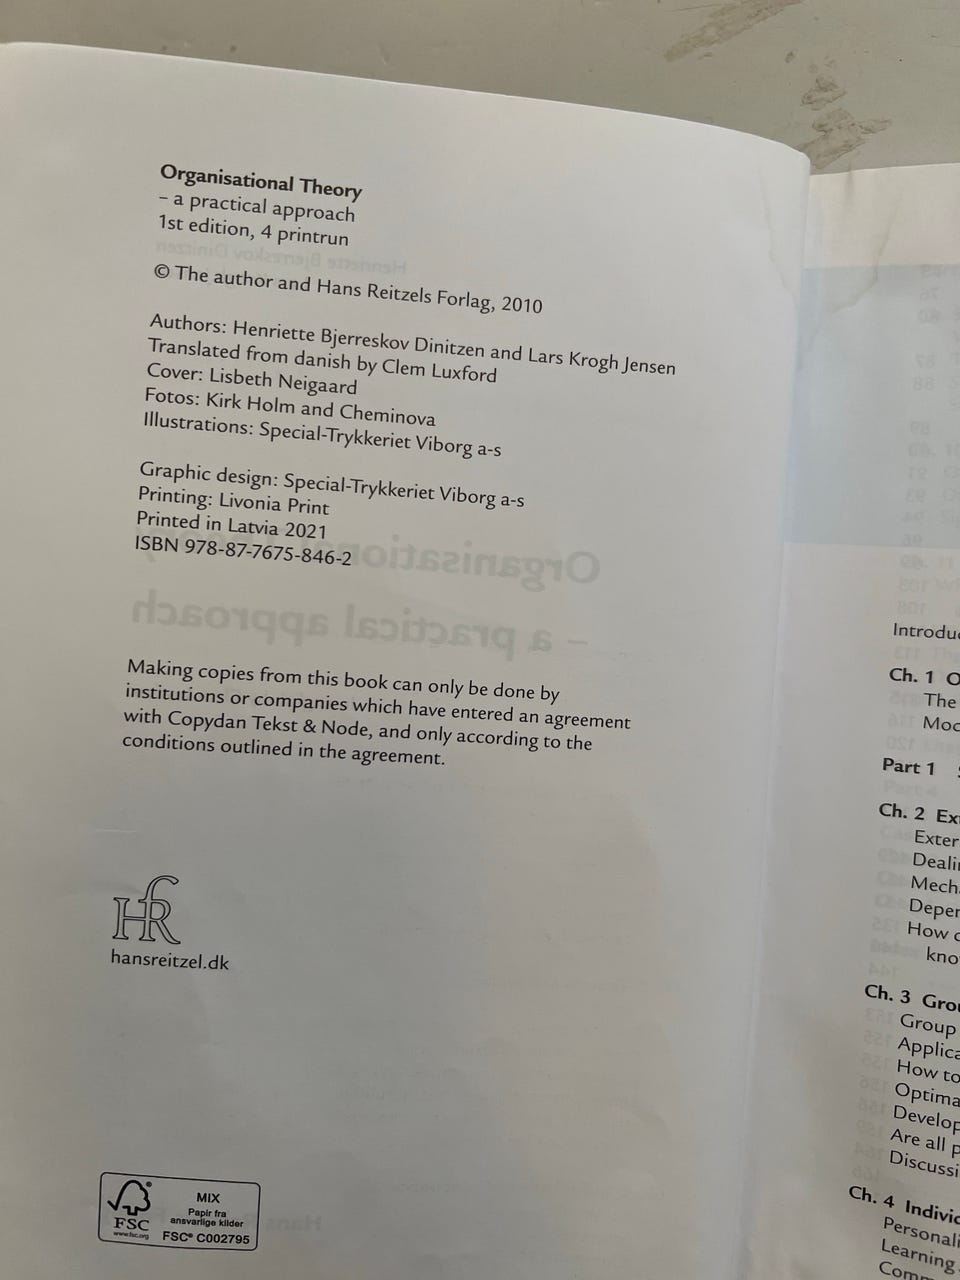 Organisational Theory
– a practical approach
1st edition, 4 printrun
© The author and Hans Reitzels Forlag, 2010
Authors: Henriette Bjerreskov Dinitzen and Lars Krogh Jensen
Translated from danish by Clem Luxford
Cover: Lisbeth Neigaard
Fotos: Kirk Holm and Cheminova
Illustrations: Special-Trykkeriet Viborg a-s
Graphic design: Special-Trykkeriet Viborg a-s
Printing: Livonia Print
Printed in Latvia 2021
ISBN 978-87-7675-846-2
Making copies from this book can only be done by
institutions or companies which have entered an agreement
with Copydan Tekst & Node, and only according to the
conditions outlined in the agreement.
HR
hansreitzel.dk
FSC
www.fsc.org
MIX
Papir fra
ansvarlige kilder
FSC® C002795
Introdu
Ch. 1 O
The
Mod
Part 1
Ch. 2 Ext
Exter
Deali
Mech
Deper
How
kno
Ch. 3 Grou
Group
Applica
How to
Optima
Develop
Are all p
Discussi
Ch. 4 Individ
Personali
Learning
Comm